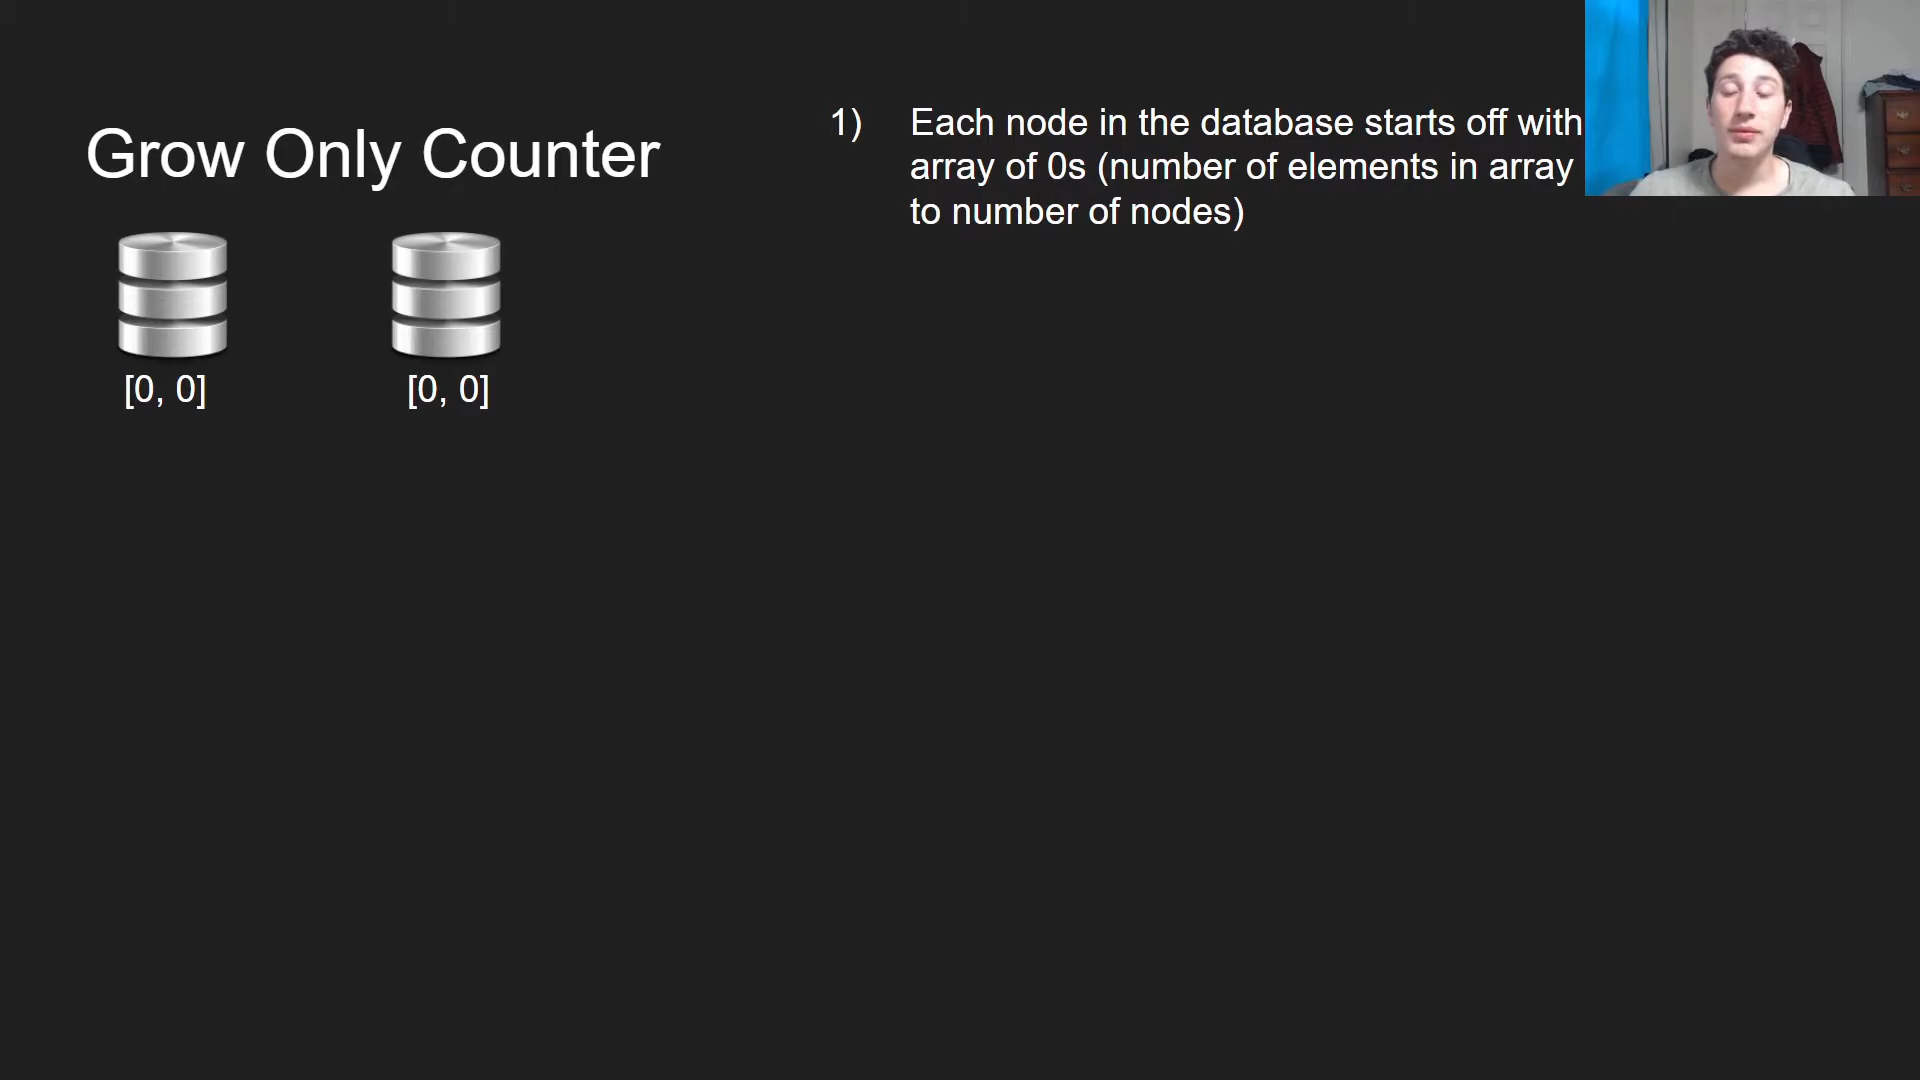 Grow Only Counter
[0, 0]
[0, 0]
1) Each node in the database starts off with
array of 0s (number of elements in array
to number of nodes)